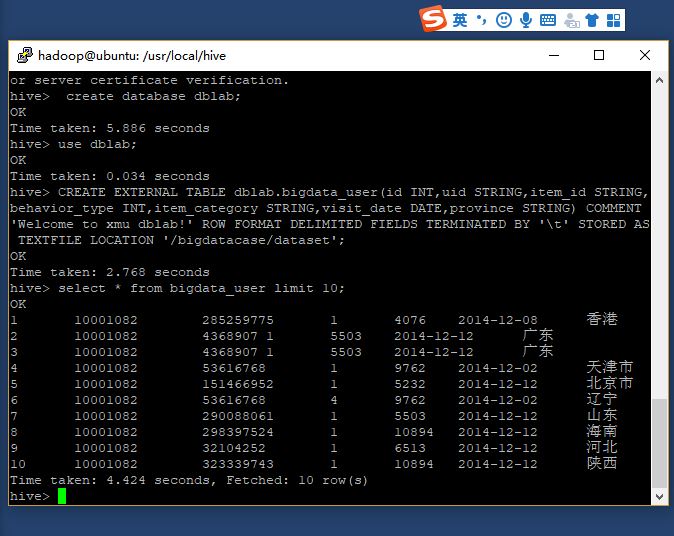 英
hadoop@ubuntu: /usr/local/hive
or server certificate verification.
hive>  create database dblab;
OK
Time taken: 5.886 seconds
hive> use dblab;
OK
Time taken: 0.034 seconds
hive> CREATE EXTERNAL TABLE dblab.bigdata_user(id INT,uid STRING,item_id STRING,
behavior_type INT,item_category STRING,visit_date DATE,province STRING) COMMENT
'Welcome to xmu dblab!' ROW FORMAT DELIMITED FIELDS TERMINATED BY '\t' STORED AS
 TEXTFILE LOCATION '/bigdatacase/dataset';
OK
Time taken: 2.768 seconds
hive> select * from bigdata_user limit 10;
OK
1 10001082 285259775 1 4076 2014-12-08 香港
2 10001082 4368907 1 5503 2014-12-12 广东
3 10001082 4368907 1 5503 2014-12-12 广东
4 10001082 53616768 1 9762 2014-12-02 天津市
5 10001082 151466952 1 5232 2014-12-12 北京市
6 10001082 53616768 4 9762 2014-12-02 辽宁
7 10001082 290088061 1 5503 2014-12-12 山东
8 10001082 298397524 1 10894 2014-12-12 海南
9 10001082 32104252 1 6513 2014-12-12 河北
10 10001082 323339743 1 10894 2014-12-12 陕西
Time taken: 4.424 seconds, Fetched: 10 row(s)
hive>